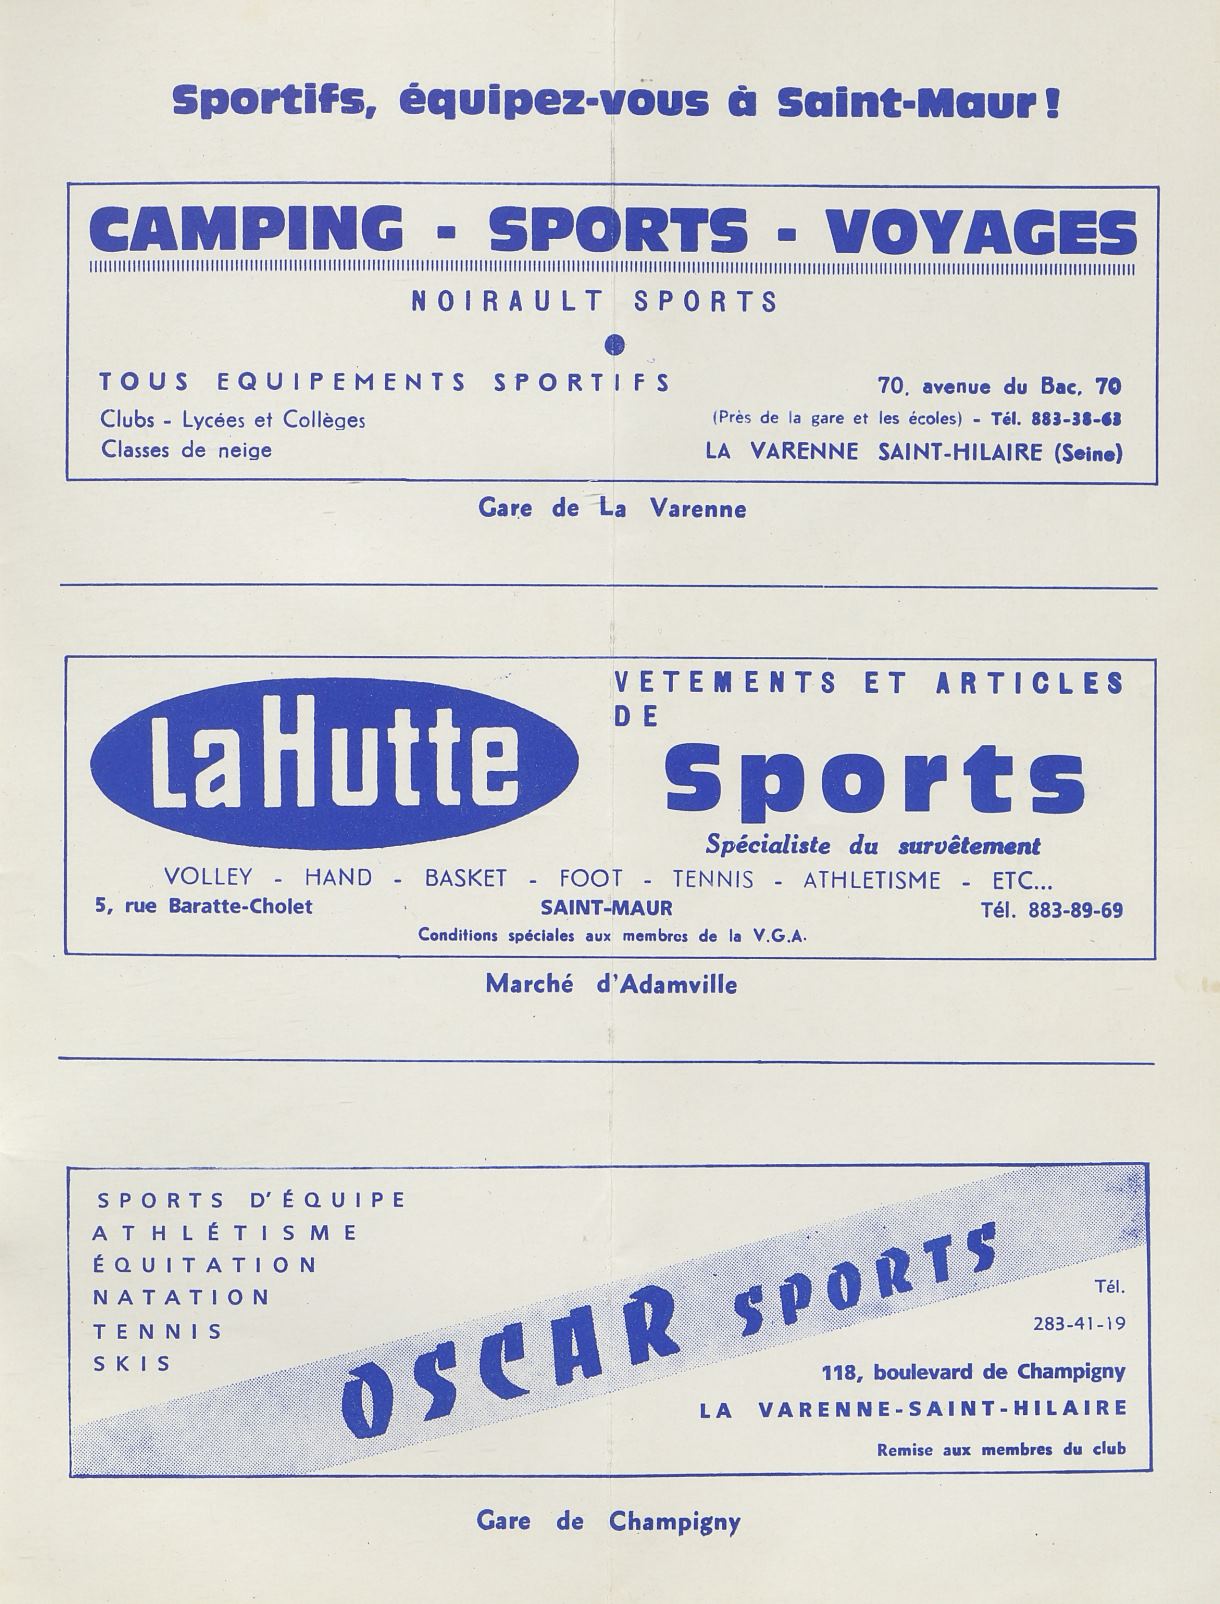 Sportifs, équipez-vous à Saint-Maur !
CAMPING - SPORTS - VOYAGES
NOIRAULT SPORTS
TOUS EQUIPEMENTS SPORTIFS
Clubs - Lycées et Collèges
Classes de neige
70, avenue du Bac, 70
(Près de la gare et les écoles) - Tél. 883-38-63
LA VARENNE SAINT-HILAIRE (Seine)
Gare de La Varenne
La Hutte
VETEMENTS ET ARTICLES
DE
Sports
Spécialiste du survêtement
VOLLEY - HAND - BASKET - FOOT - TENNIS - ATHLETISME - ETC...
5, rue Baratte-Cholet SAINT-MAUR Tél. 883-89-69
Conditions spéciales aux membres de la V.G.A.
Marché d'Adamville
SPORTS D'ÉQUIPE
ATHLÉTISME
ÉQUITATION
NATATION
TENNIS
SKIS
OSCAR SPORTS
Tél.
283-41-19
118, boulevard de Champigny
LA VARENNE-SAINT-HILAIRE
Remise aux membres du club
Gare de Champigny